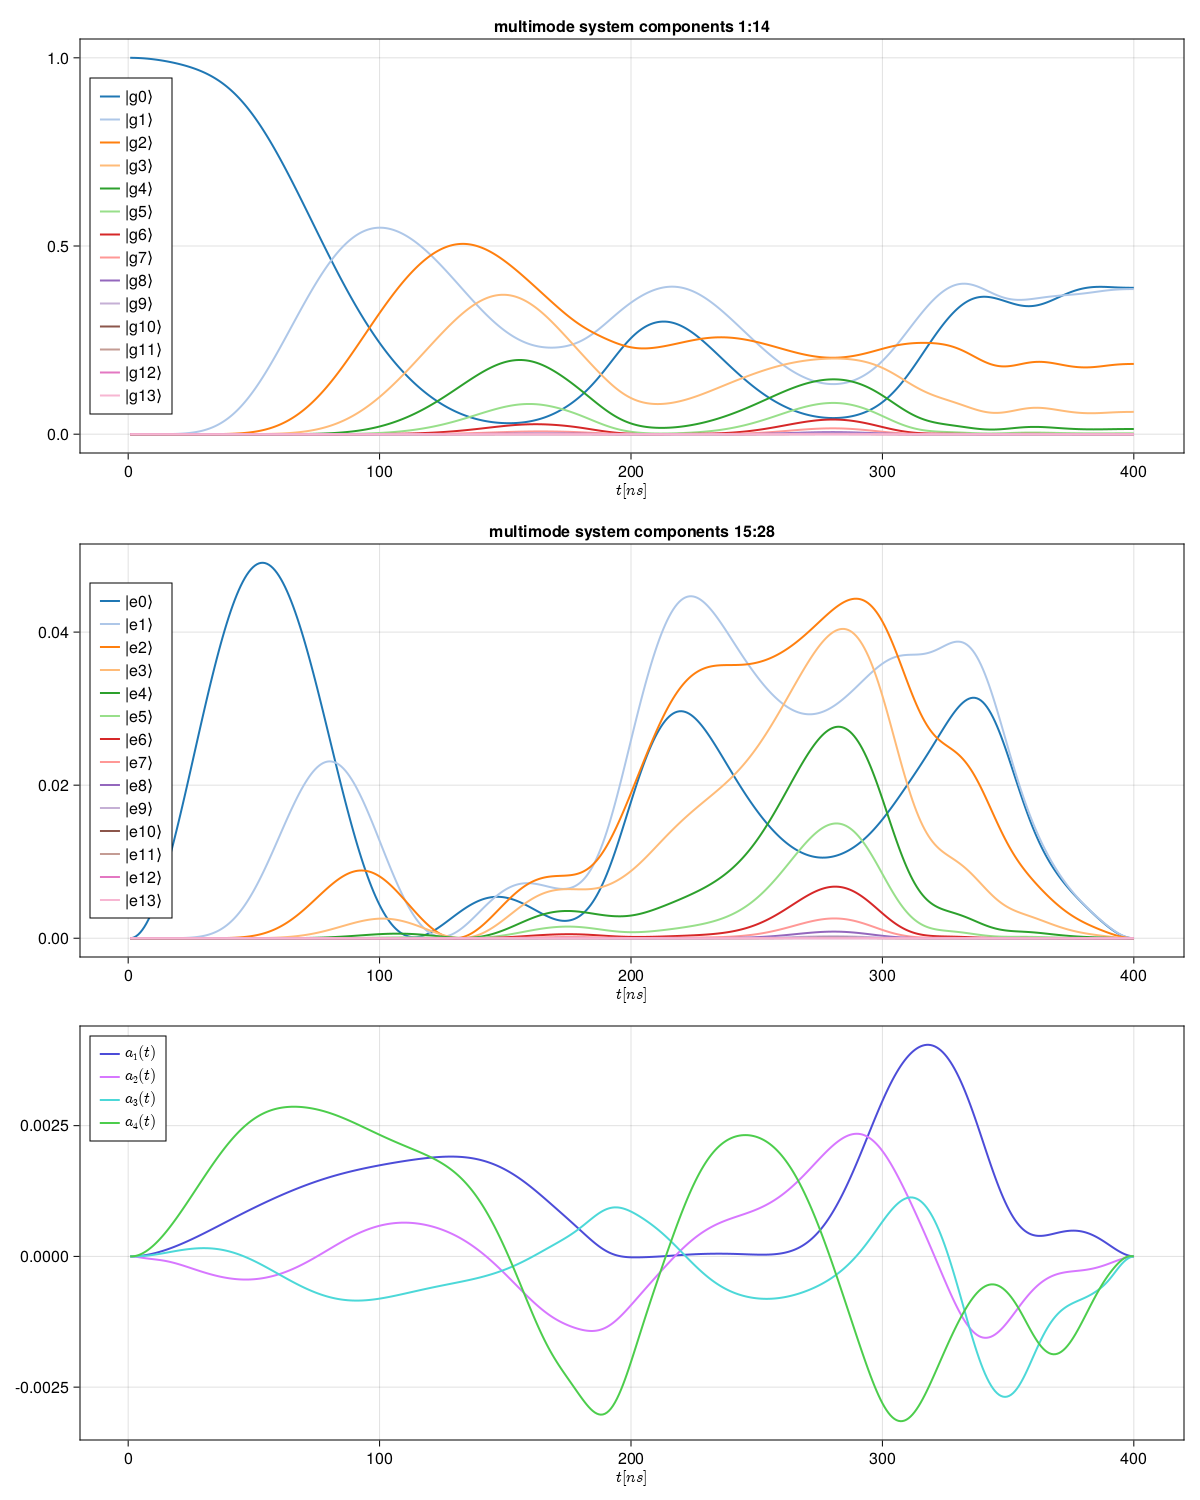 multimode system components 1:14
1.0
0.5
0.0
|g0⟩
|g1⟩
|g2⟩
|g3⟩
|g4⟩
|g5⟩
|g6⟩
|g7⟩
|g8⟩
|g9⟩
|g10⟩
|g11⟩
|g12⟩
|g13⟩
0 100 200 300 400
t[ns]
multimode system components 15:28
0.04
0.02
0.00
|e0⟩
|e1⟩
|e2⟩
|e3⟩
|e4⟩
|e5⟩
|e6⟩
|e7⟩
|e8⟩
|e9⟩
|e10⟩
|e11⟩
|e12⟩
|e13⟩
0 100 200 300 400
t[ns]
0.0025
0.0000
-0.0025
a₁(t)
a₂(t)
a₃(t)
a₄(t)
0 100 200 300 400
t[ns]